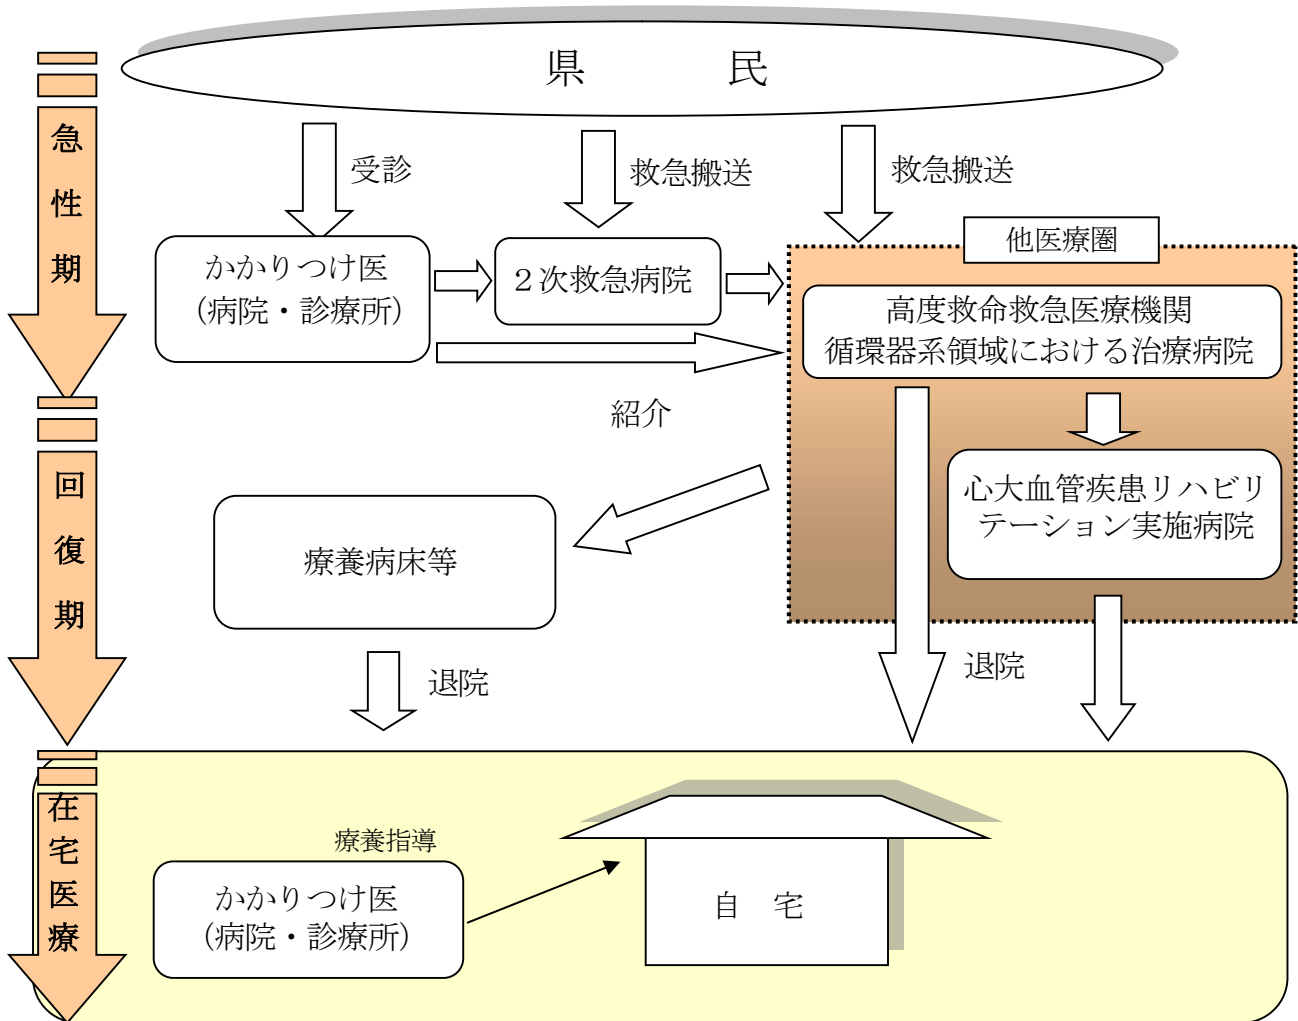 県　民
急性期
受診
救急搬送
救急搬送
他医療圏
かかりつけ医
(病院・診療所)
２次救急病院
高度救命救急医療機関
循環器系領域における治療病院
紹介
回復期
心大血管疾患リハビリ
テーション実施病院
療養病床等
退院
退院
在宅医療
療養指導
かかりつけ医
(病院・診療所)
自　宅